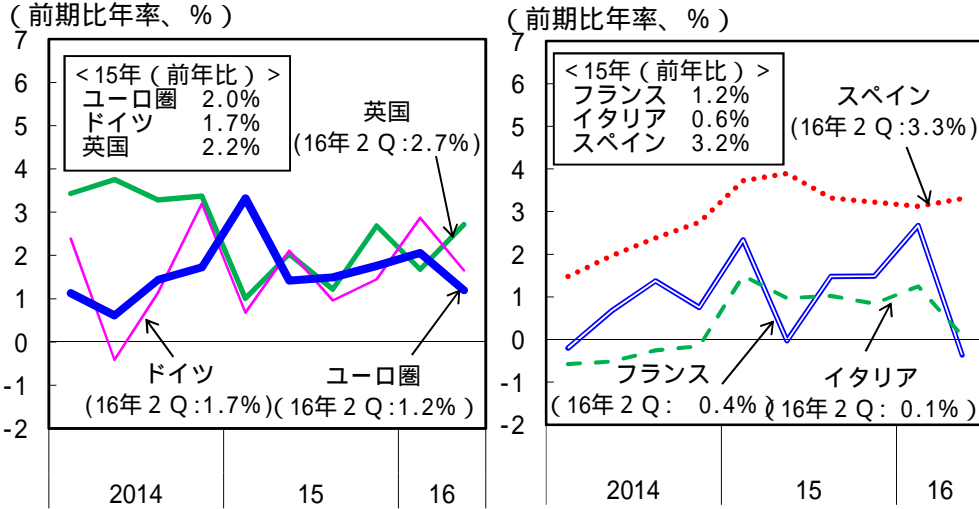 （前期比年率、％）
7
6
5
4
3
2
1
0
-1
-2
<15年（前年比）>
ユーロ圏 2.0%
ドイツ 1.7%
英国 2.2%
英国
(16年２Ｑ:2.7%)
ドイツ
(16年２Ｑ:1.7%)
ユーロ圏
(16年２Ｑ:1.2%）
2014 15 16
（前期比年率、％）
7
6
5
4
3
2
1
0
-1
-2
<15年（前年比）>
フランス 1.2%
イタリア 0.6%
スペイン 3.2%
スペイン
(16年２Ｑ:3.3%)
フランス
（16年２Ｑ: 0.4%）
イタリア
（16年２Ｑ: 0.1%）
2014 15 16